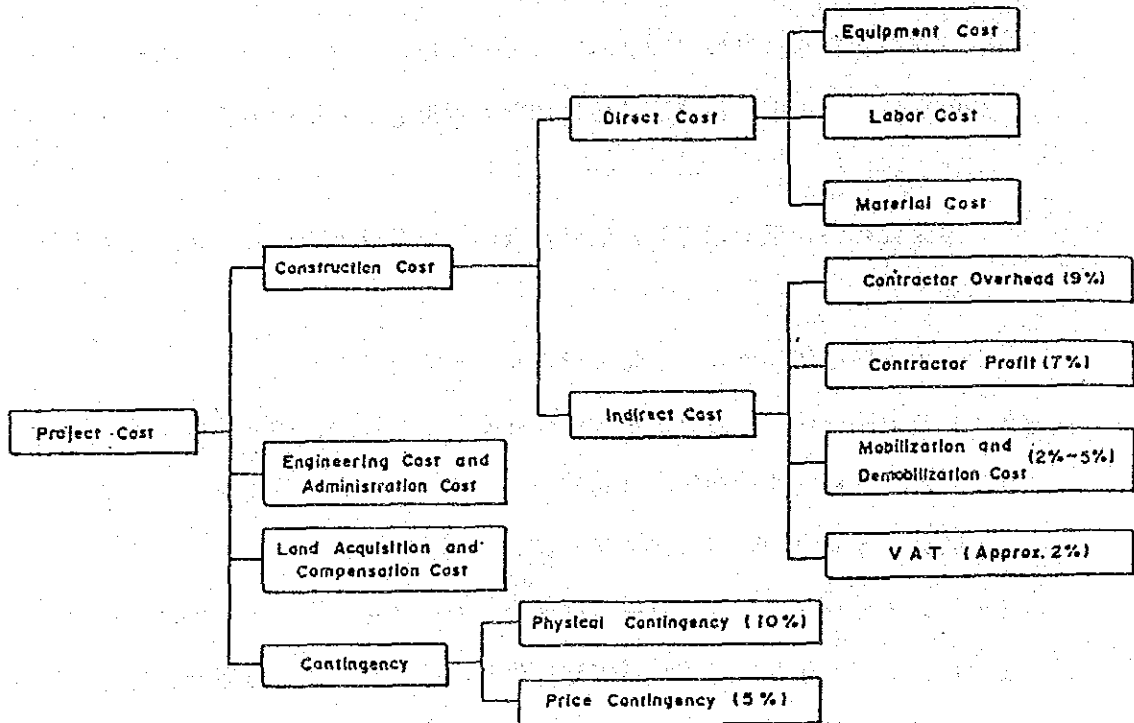 Equipment Cost
Direct Cost
Labor Cost
Material Cost
Construction Cost
Contractor Overhead (9%)
Contractor Profit (7%)
Indirect Cost
Project Cost
Mobilization and (2%~5%)
Demobilization Cost
Engineering Cost and
Administration Cost
Land Acquisition and
Compensation Cost
VAT (Approx. 2%)
Physical Contingency (10%)
Contingency
Price Contingency (5%)